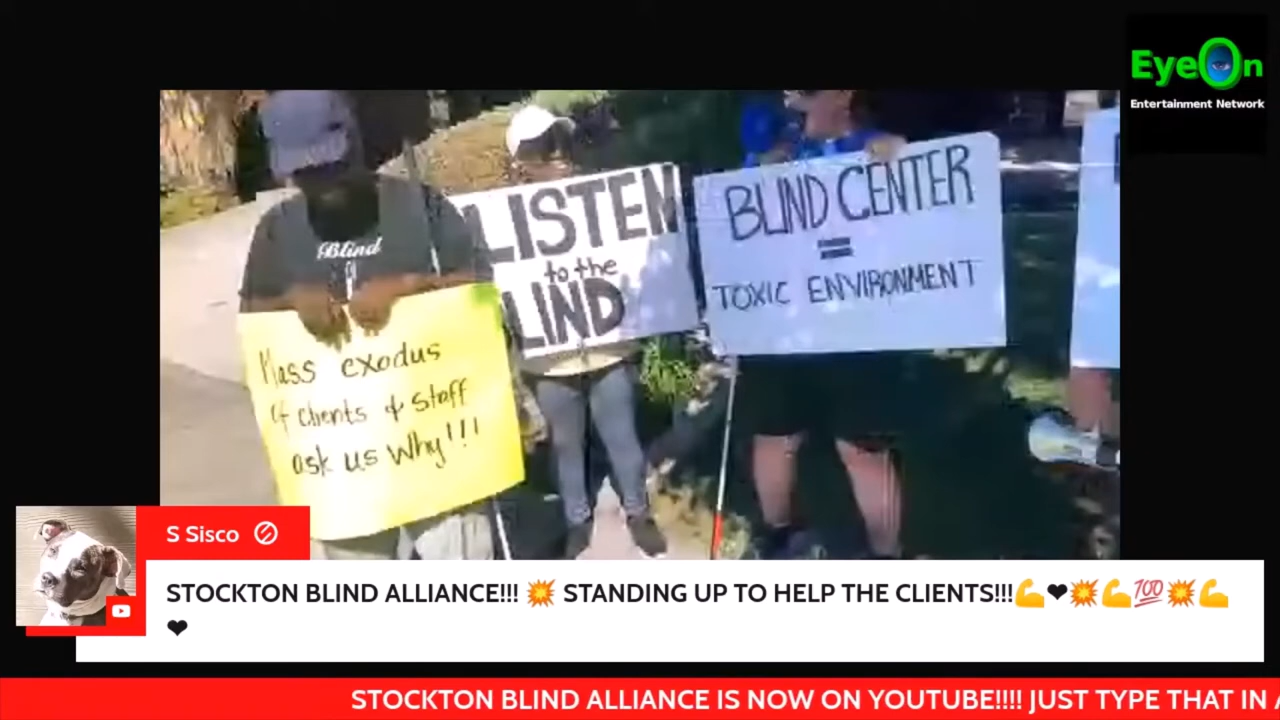 EyeOn
Entertainment Network
Blind
LISTEN
to the
LIND
BLIND CENTER
=
TOXIC ENVIRONMENT
Mass exodus
of clients & staff
ask us Why!!!
S Sisco
STOCKTON BLIND ALLIANCE!!! 💥 STANDING UP TO HELP THE CLIENTS!!!💪❤💥💪💯💥💪
❤
STOCKTON BLIND ALLIANCE IS NOW ON YOUTUBE!!!! JUST TYPE THAT IN